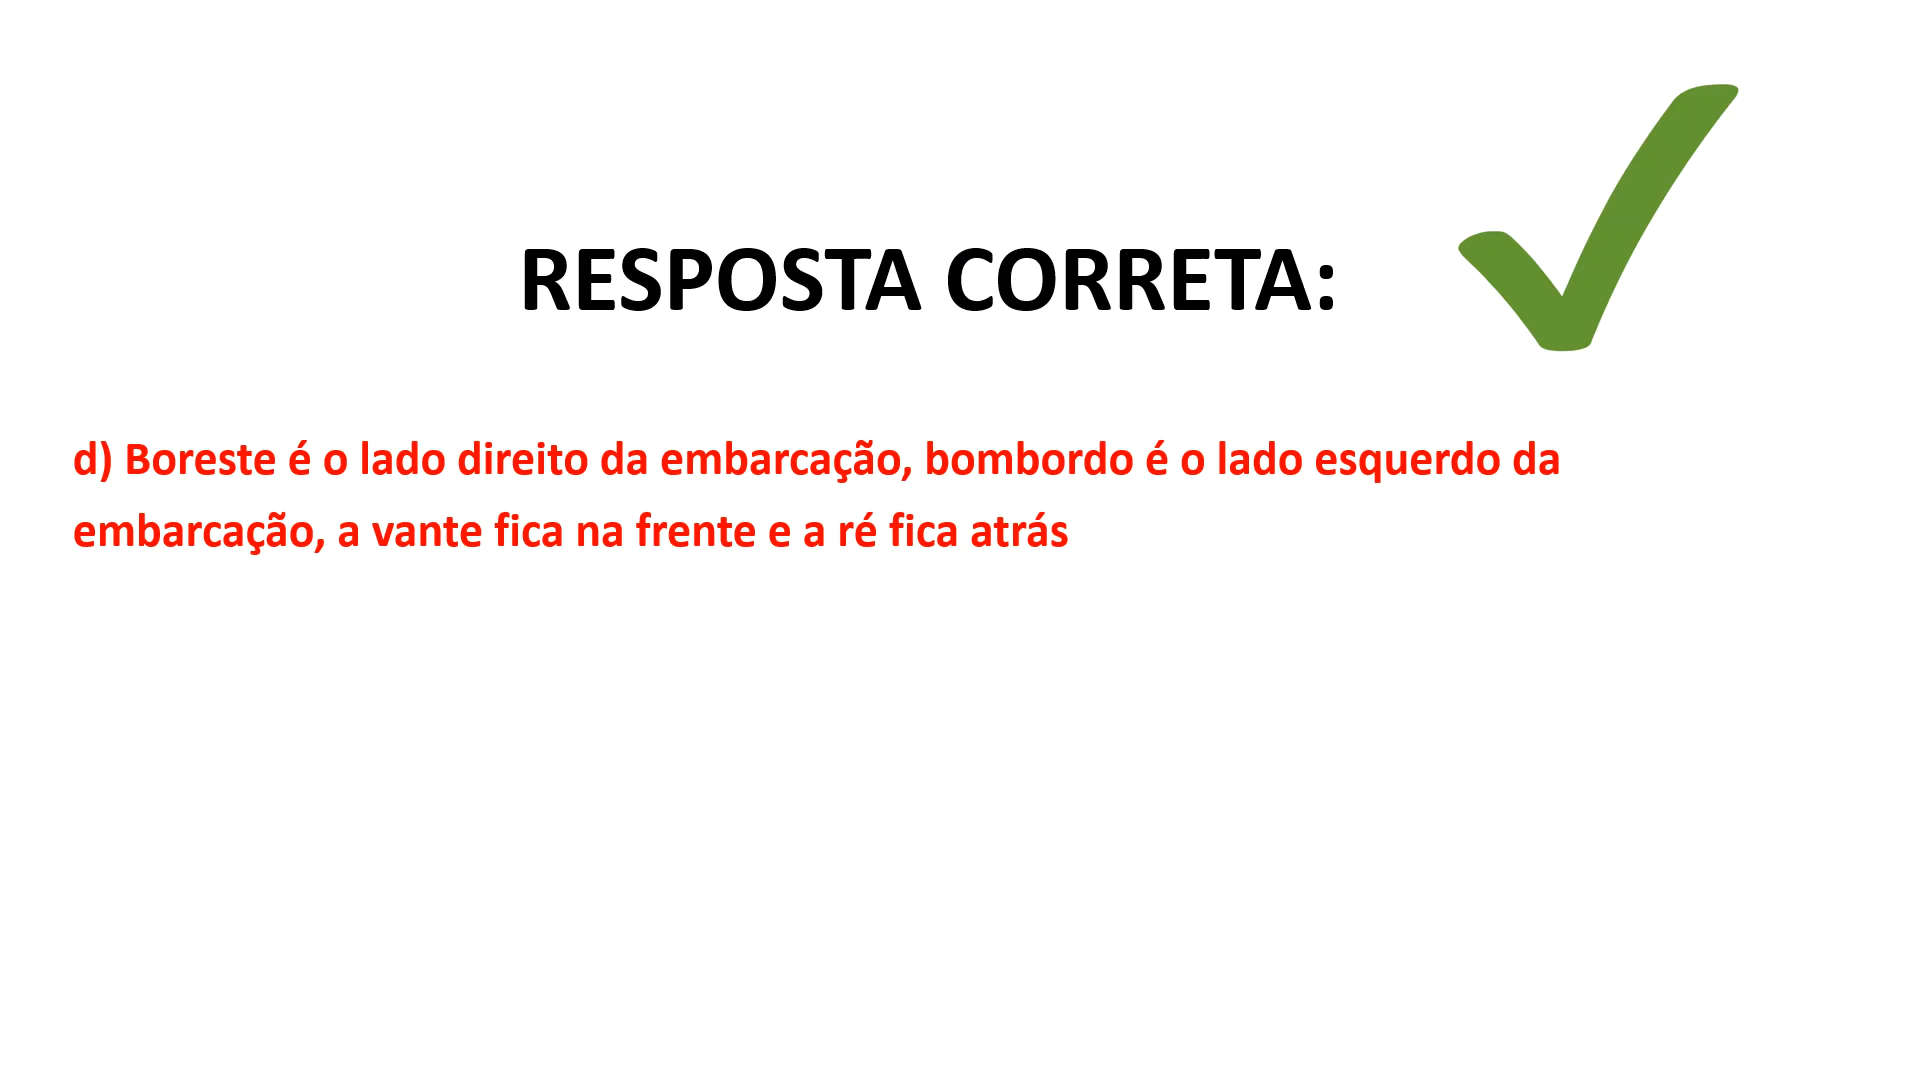 RESPOSTA CORRETA:
d) Boreste é o lado direito da embarcação, bombordo é o lado esquerdo da
embarcação, a vante fica na frente e a ré fica atrás